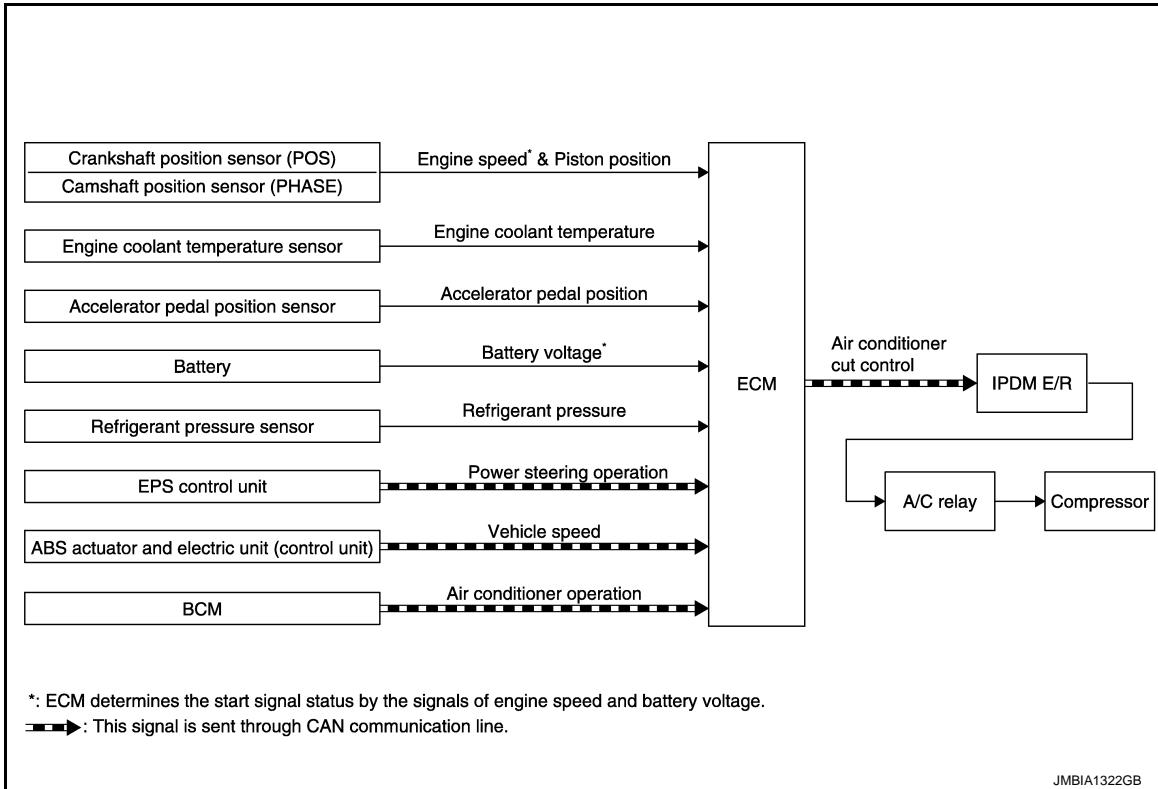 Crankshaft position sensor (POS)
Engine speed* & Piston position
Camshaft position sensor (PHASE)
Engine coolant temperature sensor
Engine coolant temperature
Accelerator pedal position sensor
Accelerator pedal position
Battery
Battery voltage*
Refrigerant pressure sensor
Refrigerant pressure
EPS control unit
Power steering operation
ABS actuator and electric unit (control unit)
Vehicle speed
BCM
Air conditioner operation
ECM
Air conditioner
cut control
IPDM E/R
A/C relay
Compressor
*: ECM determines the start signal status by the signals of engine speed and battery voltage.
: This signal is sent through CAN communication line.
JMBIA1322GB